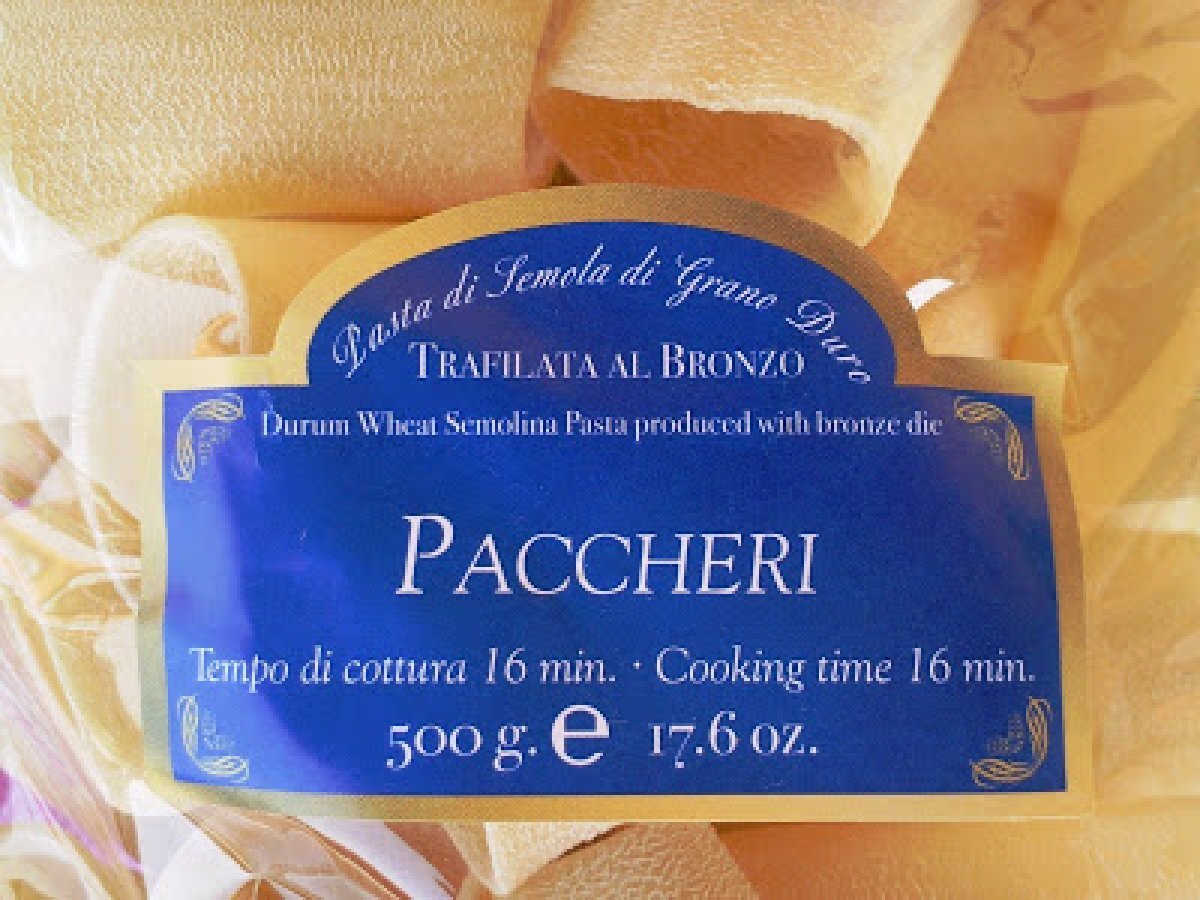 Pasta di Semola di Grano Duro
TRAFILATA AL BRONZO
Durum Wheat Semolina Pasta produced with bronze die
PACCHERI
Tempo di cottura 16 min. · Cooking time 16 min.
500 g. e 17.6 oz.